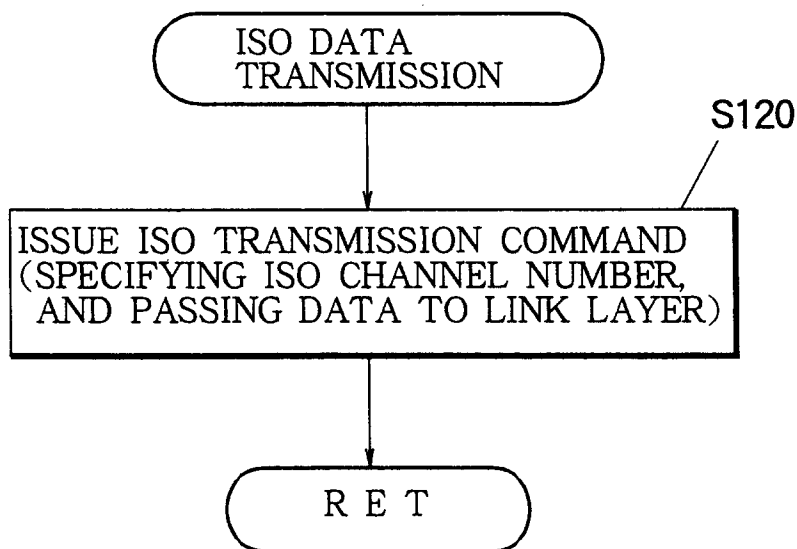 ISO DATA
TRANSMISSION
S120
ISSUE ISO TRANSMISSION COMMAND
(SPECIFYING ISO CHANNEL NUMBER,
AND PASSING DATA TO LINK LAYER)
R E T